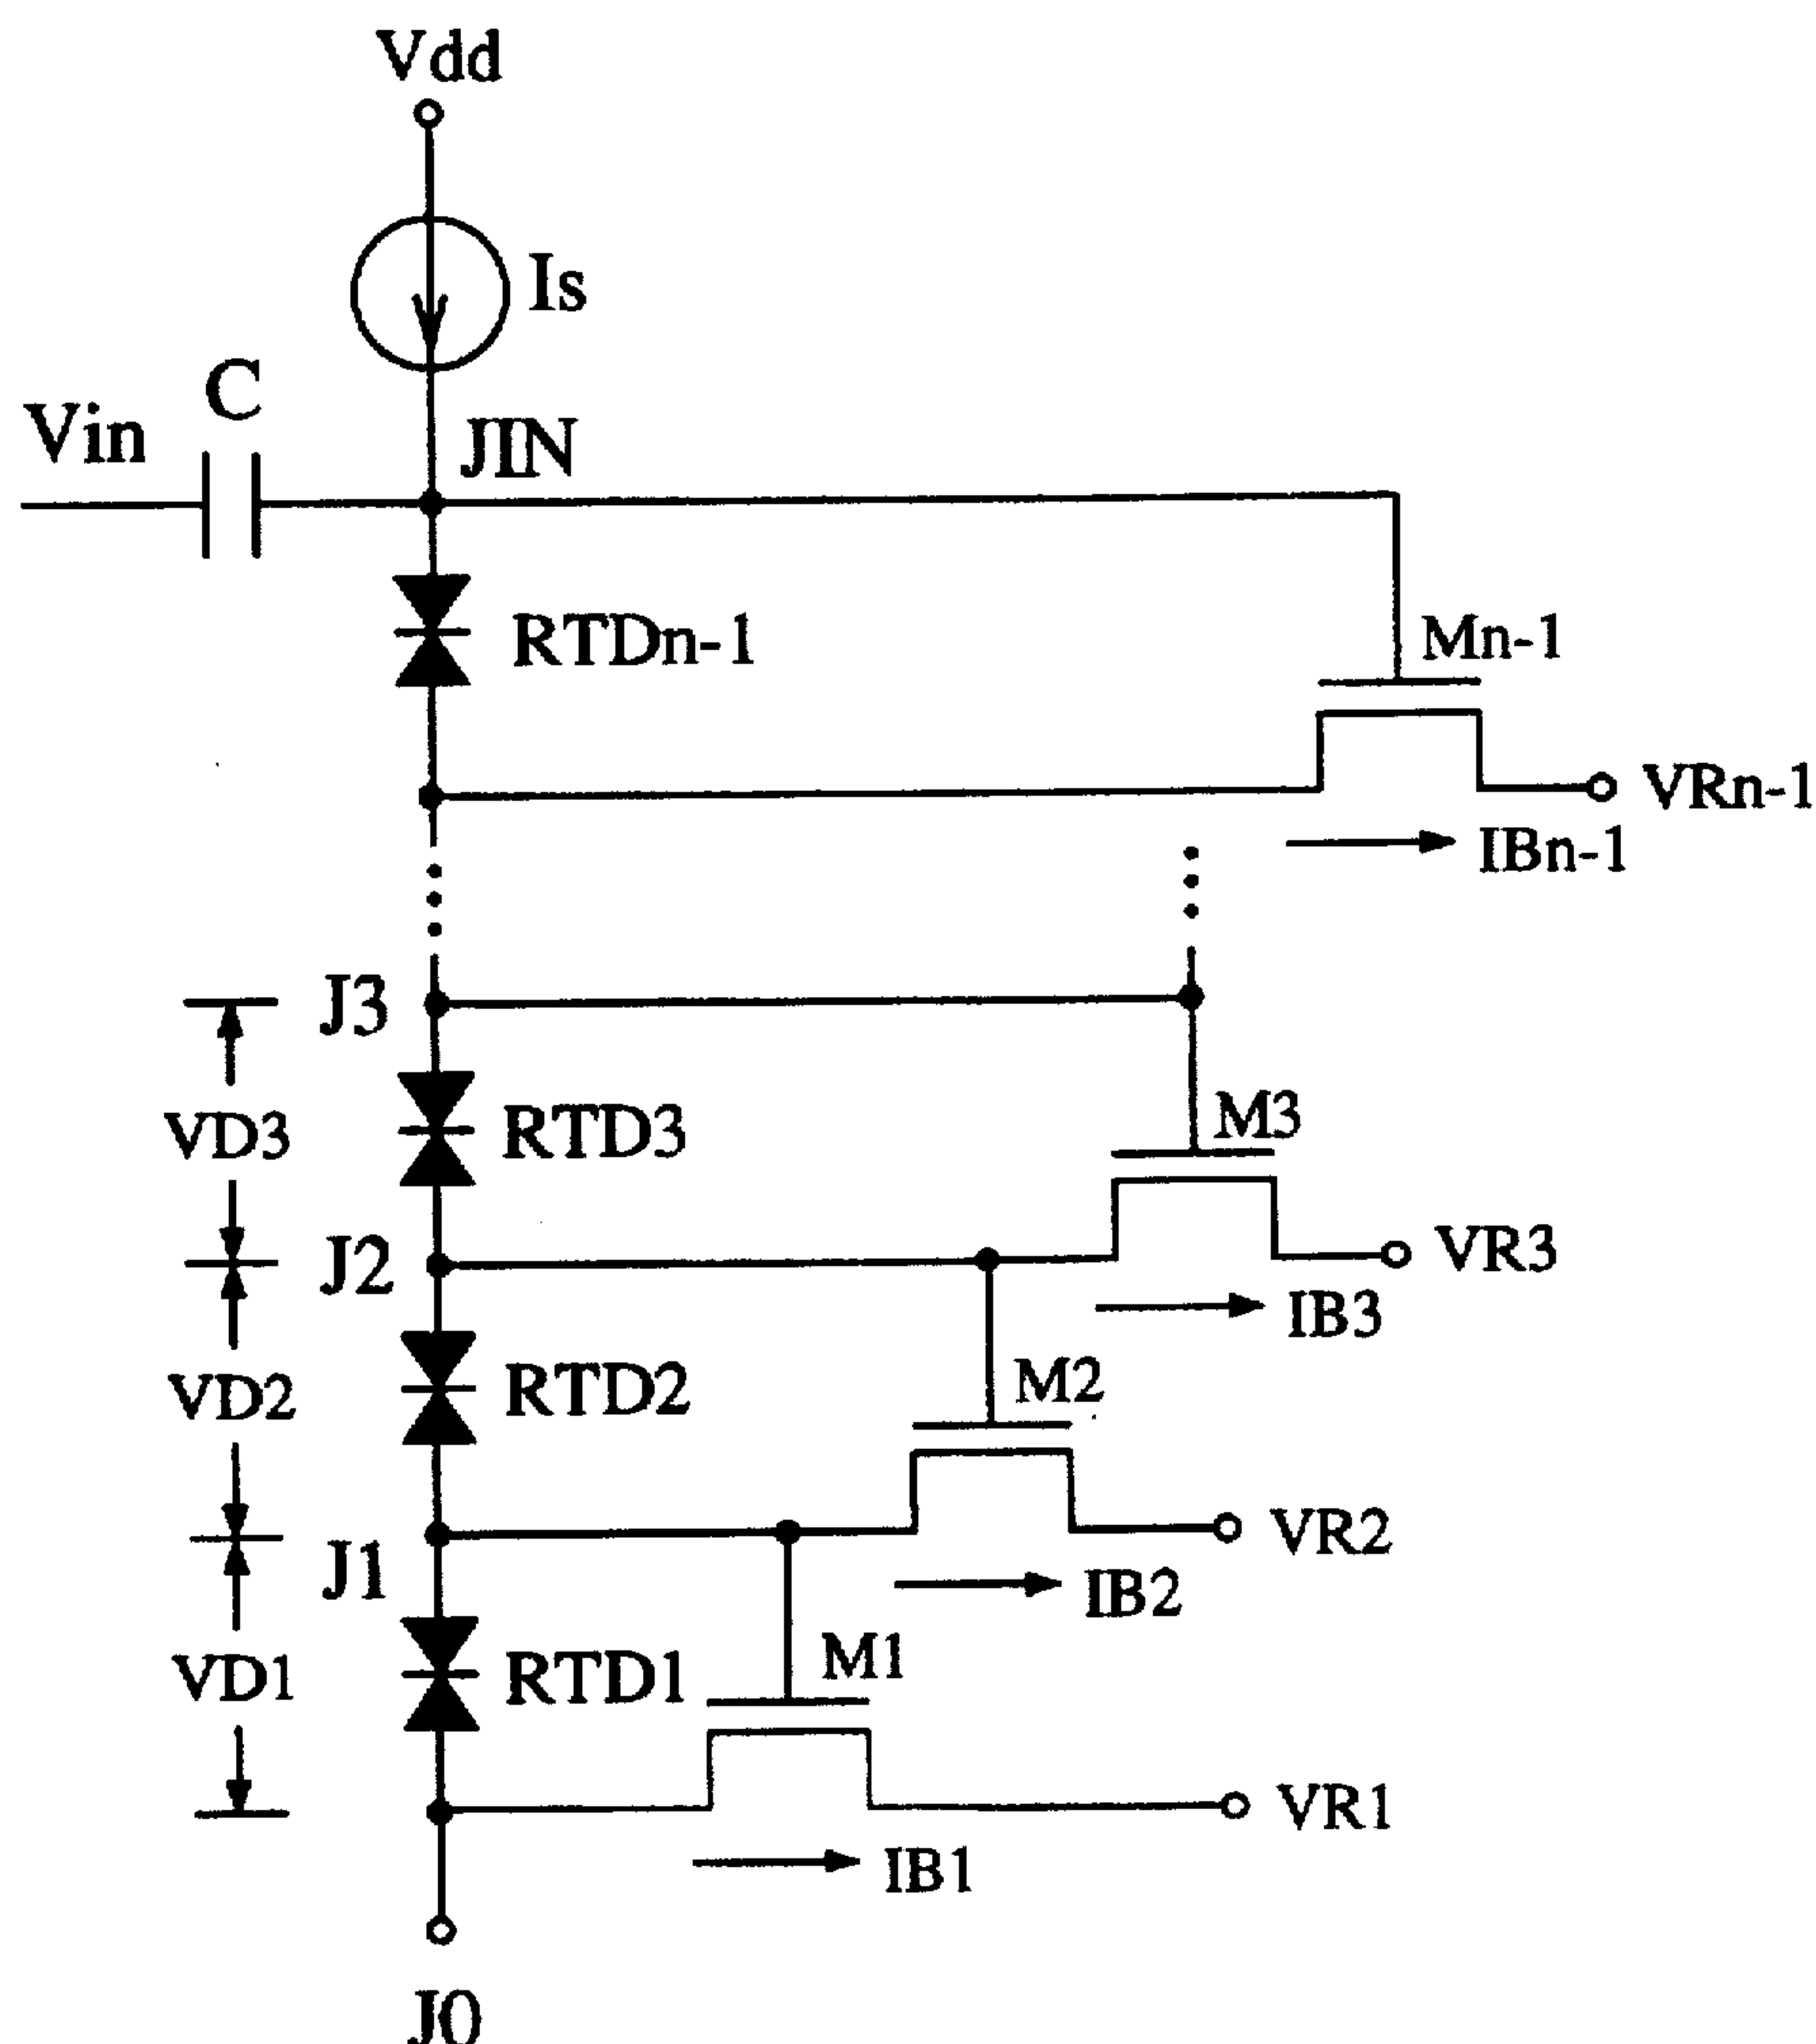 Vdd
Is
C
Vin
JIN
RTDn-1
Mn-1
VRn-1
IBn-1
J3
VD3
RTD3
M3
J2
VR3
IB3
VD2
RTD2
M2
J1
VR2
IB2
VD1
RTD1
M1
VR1
IB1
J0